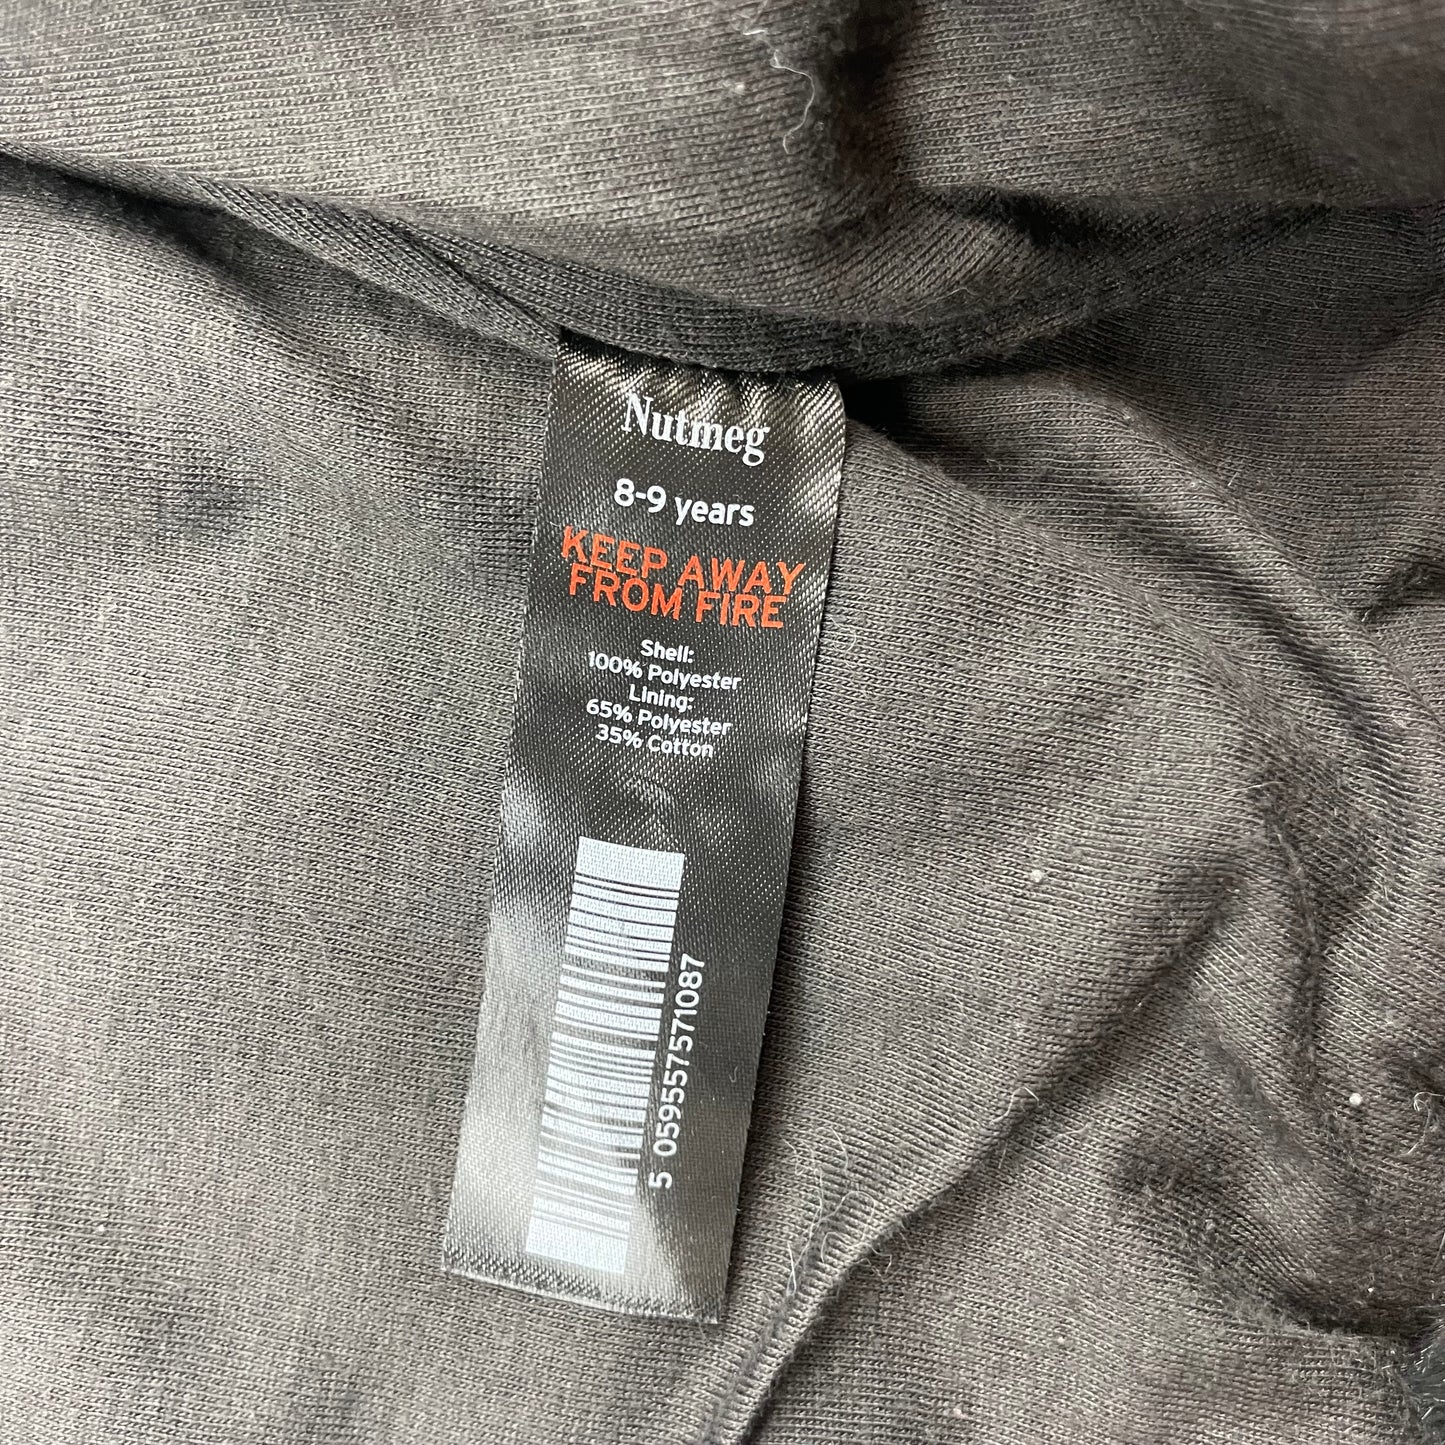 Nutmeg
8-9 years
KEEP AWAY
FROM FIRE
Shell:
100% Polyester
Lining:
65% Polyester
35% Cotton
5 059557571087